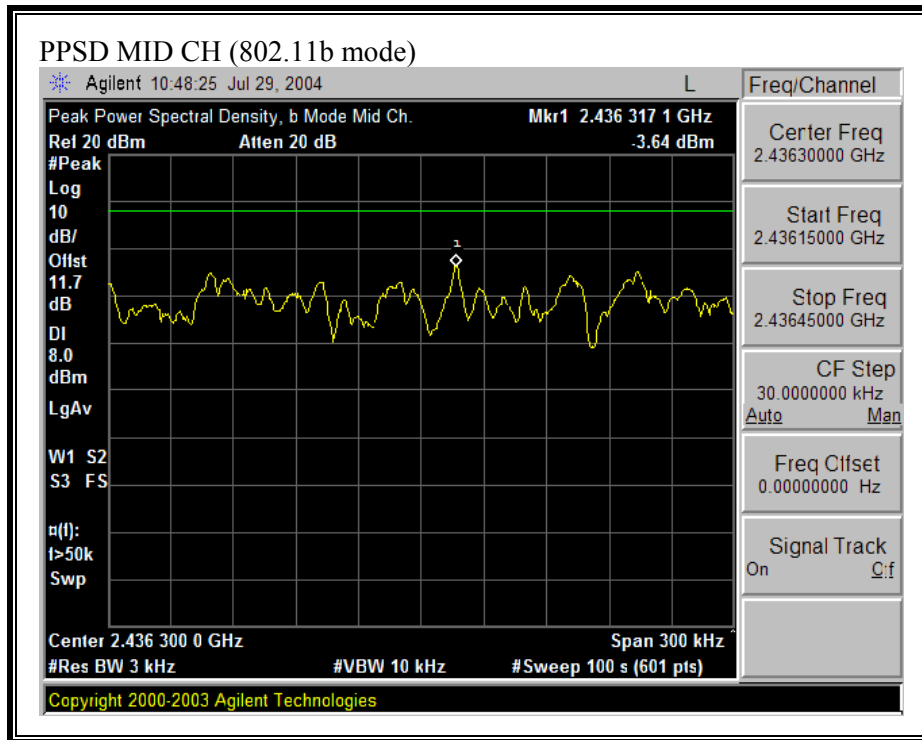 PPSD MID CH (802.11b mode)
Agilent 10:48:25 Jul 29, 2004 L
Peak Power Spectral Density, b Mode Mid Ch. Mkr1 2.436 317 1 GHz
Ref 20 dBm Atten 20 dB -3.64 dBm
#Peak
Log
10
dB/
Offst
11.7
dB
DI
8.0
dBm
LgAv
W1 S2
S3 FS
¤(f):
f>50k
Swp
1
Center 2.436 300 0 GHz Span 300 kHz
#Res BW 3 kHz #VBW 10 kHz #Sweep 100 s (601 pts)
Copyright 2000-2003 Agilent Technologies
Freq/Channel
Center Freq
2.43630000 GHz
Start Freq
2.43615000 GHz
Stop Freq
2.43645000 GHz
CF Step
30.0000000 kHz
Auto Man
Freq Offset
0.00000000 Hz
Signal Track
On Off